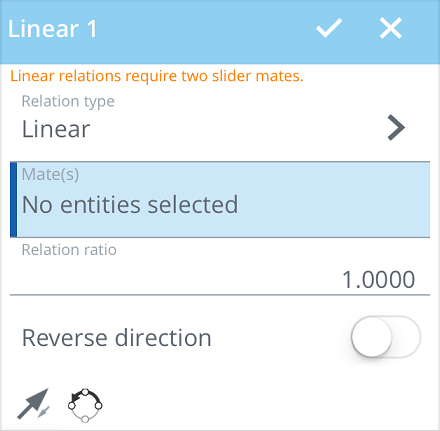 Linear 1
Linear relations require two slider mates.
Relation type
Linear
Mate(s)
No entities selected
Relation ratio
1.0000
Reverse direction